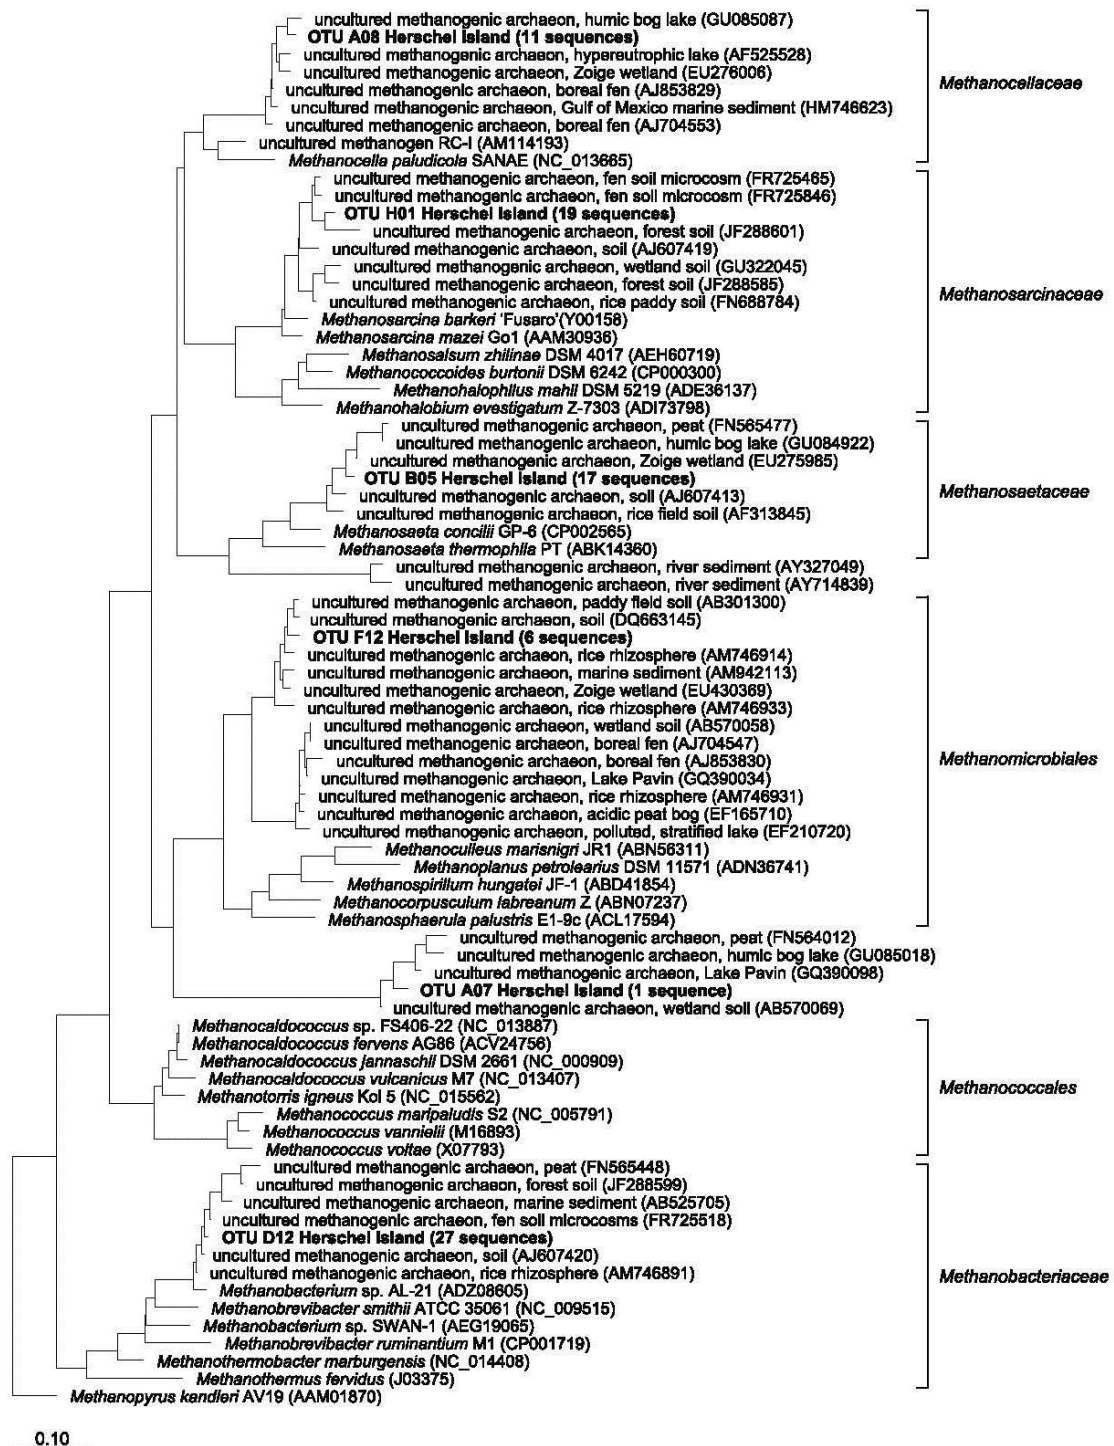 uncultured methanogenic archaeon, humic bog lake (GU085087)
OTU A08 Herschel Island (11 sequences)
uncultured methanogenic archaeon, hypereutrophic lake (AF525528)
uncultured methanogenic archaeon, Zoige wetland (EU276006)
uncultured methanogenic archaeon, boreal fen (AJ853829)
uncultured methanogenic archaeon, Gulf of Mexico marine sediment (HM746623)
uncultured methanogenic archaeon, boreal fen (AJ704553)
uncultured methanogen RC-I (AM114193)
Methanocella paludicola SANAE (NC_013665)
Methanocellaceae
uncultured methanogenic archaeon, fen soil microcosm (FR725465)
uncultured methanogenic archaeon, fen soil microcosm (FR725846)
OTU H01 Herschel Island (19 sequences)
uncultured methanogenic archaeon, forest soil (JF288601)
uncultured methanogenic archaeon, soil (AJ607419)
uncultured methanogenic archaeon, wetland soil (GU322045)
uncultured methanogenic archaeon, forest soil (JF288585)
uncultured methanogenic archaeon, rice paddy soil (FN688784)
Methanosarcina barkeri 'Fusaro'(Y00158)
Methanosarcina mazei Go1 (AAM30936)
Methanosalsum zhilinae DSM 4017 (AEH60719)
Methanococcoides burtonii DSM 6242 (CP000300)
Methanohalophilus mahii DSM 5219 (ADE36137)
Methanohalobium evestigatum Z-7303 (ADI73798)
Methanosarcinaceae
uncultured methanogenic archaeon, peat (FN565477)
uncultured methanogenic archaeon, humic bog lake (GU084922)
uncultured methanogenic archaeon, Zoige wetland (EU275985)
OTU B05 Herschel Island (17 sequences)
uncultured methanogenic archaeon, soil (AJ607413)
uncultured methanogenic archaeon, rice field soil (AF313845)
Methanosaeta concilii GP-6 (CP002565)
Methanosaeta thermophila PT (ABK14360)
Methanosaetaceae
uncultured methanogenic archaeon, river sediment (AY327049)
uncultured methanogenic archaeon, river sediment (AY714839)
uncultured methanogenic archaeon, paddy field soil (AB301300)
uncultured methanogenic archaeon, soil (DQ663145)
OTU F12 Herschel Island (6 sequences)
uncultured methanogenic archaeon, rice rhizosphere (AM746914)
uncultured methanogenic archaeon, marine sediment (AM942113)
uncultured methanogenic archaeon, Zoige wetland (EU430369)
uncultured methanogenic archaeon, rice rhizosphere (AM746933)
uncultured methanogenic archaeon, wetland soil (AB570058)
uncultured methanogenic archaeon, boreal fen (AJ704547)
uncultured methanogenic archaeon, boreal fen (AJ853830)
uncultured methanogenic archaeon, Lake Pavin (GQ390034)
uncultured methanogenic archaeon, rice rhizosphere (AM746931)
uncultured methanogenic archaeon, acidic peat bog (EF165710)
uncultured methanogenic archaeon, polluted, stratified lake (EF210720)
Methanoculleus marisnigri JR1 (ABN56311)
Methanoplanus petrolearius DSM 11571 (ADN36741)
Methanospirillum hungatei JF-1 (ABD41854)
Methanocorpusculum labreanum Z (ABN07237)
Methanosphaerula palustris E1-9c (ACL17594)
Methanomicrobiales
uncultured methanogenic archaeon, peat (FN564012)
uncultured methanogenic archaeon, humic bog lake (GU085018)
uncultured methanogenic archaeon, Lake Pavin (GQ390098)
OTU A07 Herschel Island (1 sequence)
uncultured methanogenic archaeon, wetland soil (AB570069)
Methanocaldococcus sp. FS406-22 (NC_013887)
Methanocaldococcus fervens AG86 (ACV24756)
Methanocaldococcus jannaschii DSM 2661 (NC_000909)
Methanocaldococcus vulcanicus M7 (NC_013407)
Methanotorris igneus Kol 5 (NC_015562)
Methanococcus maripaludis S2 (NC_005791)
Methanococcus vannielii (M16893)
Methanococcus voltae (X07793)
Methanococcales
uncultured methanogenic archaeon, peat (FN565448)
uncultured methanogenic archaeon, forest soil (JF288599)
uncultured methanogenic archaeon, marine sediment (AB525705)
uncultured methanogenic archaeon, fen soil microcosms (FR725518)
OTU D12 Herschel Island (27 sequences)
uncultured methanogenic archaeon, soil (AJ607420)
uncultured methanogenic archaeon, rice rhizosphere (AM746891)
Methanobacterium sp. AL-21 (ADZ08605)
Methanobrevibacter smithii ATCC 35061 (NC_009515)
Methanobacterium sp. SWAN-1 (AEG19065)
Methanobrevibacter ruminantium M1 (CP001719)
Methanothermobacter marburgensis (NC_014408)
Methanothermus fervidus (J03375)
Methanobacteriaceae
Methanopyrus kandleri AV19 (AAM01870)
0.10